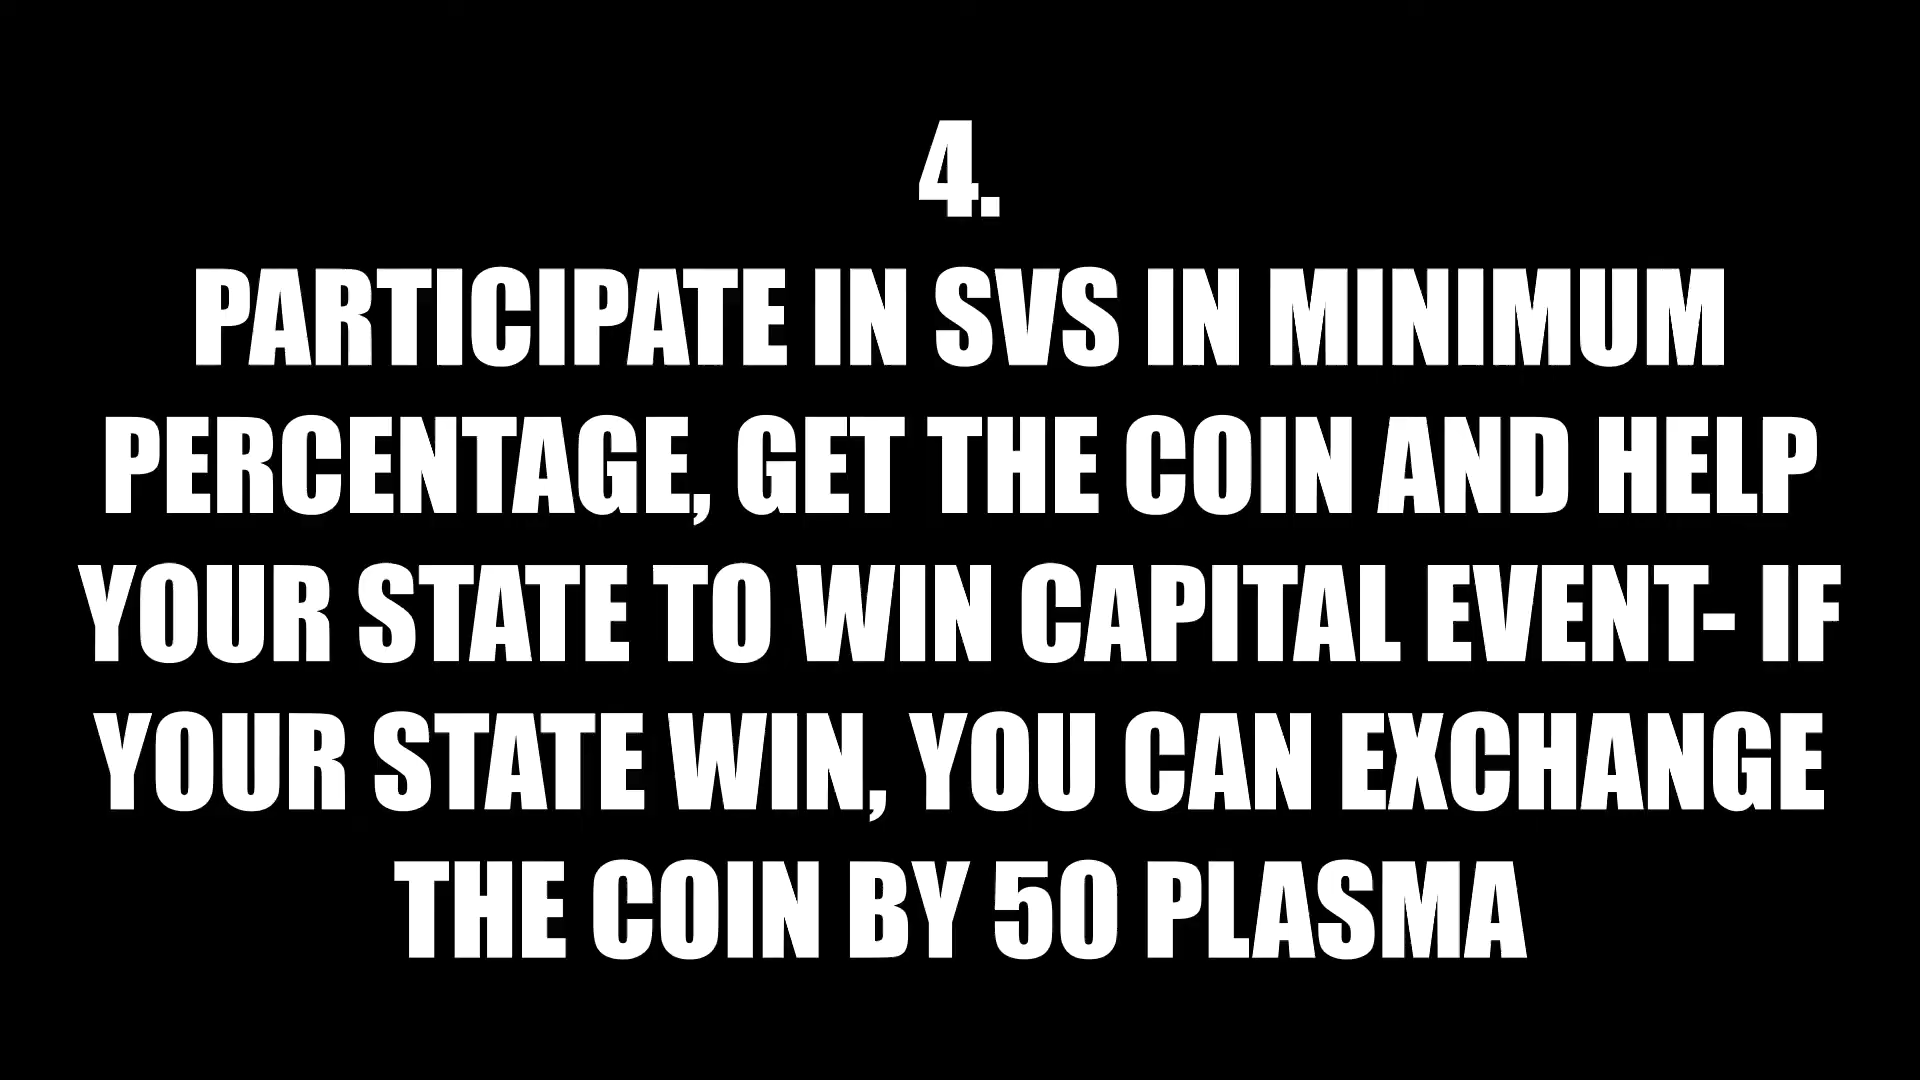 4.
PARTICIPATE IN SVS IN MINIMUM
PERCENTAGE, GET THE COIN AND HELP
YOUR STATE TO WIN CAPITAL EVENT- IF
YOUR STATE WIN, YOU CAN EXCHANGE
THE COIN BY 50 PLASMA